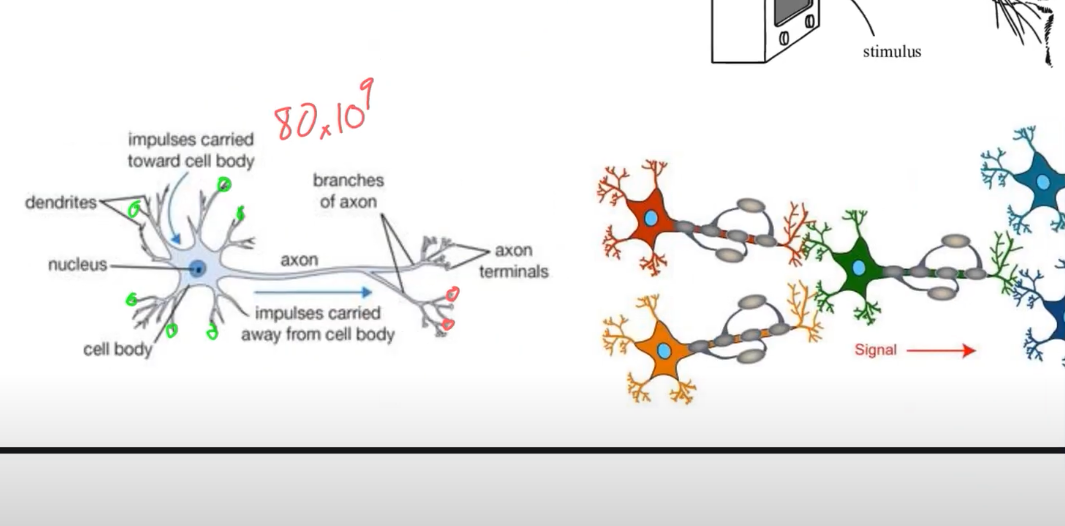 stimulus
80x10⁹
impulses carried
toward cell body
branches
of axon
dendrites
nucleus
axon
axon
terminals
impulses carried
away from cell body
cell body
Signal